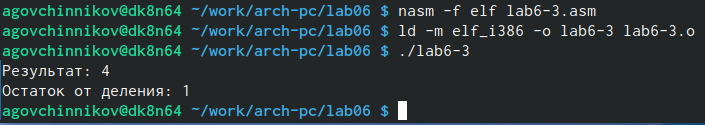 agovchinnikov@dk8n64 ~/work/arch-pc/lab06 $ nasm -f elf lab6-3.asm
agovchinnikov@dk8n64 ~/work/arch-pc/lab06 $ ld -m elf_i386 -o lab6-3 lab6-3.o
agovchinnikov@dk8n64 ~/work/arch-pc/lab06 $ ./lab6-3
Результат: 4
Остаток от деления: 1
agovchinnikov@dk8n64 ~/work/arch-pc/lab06 $